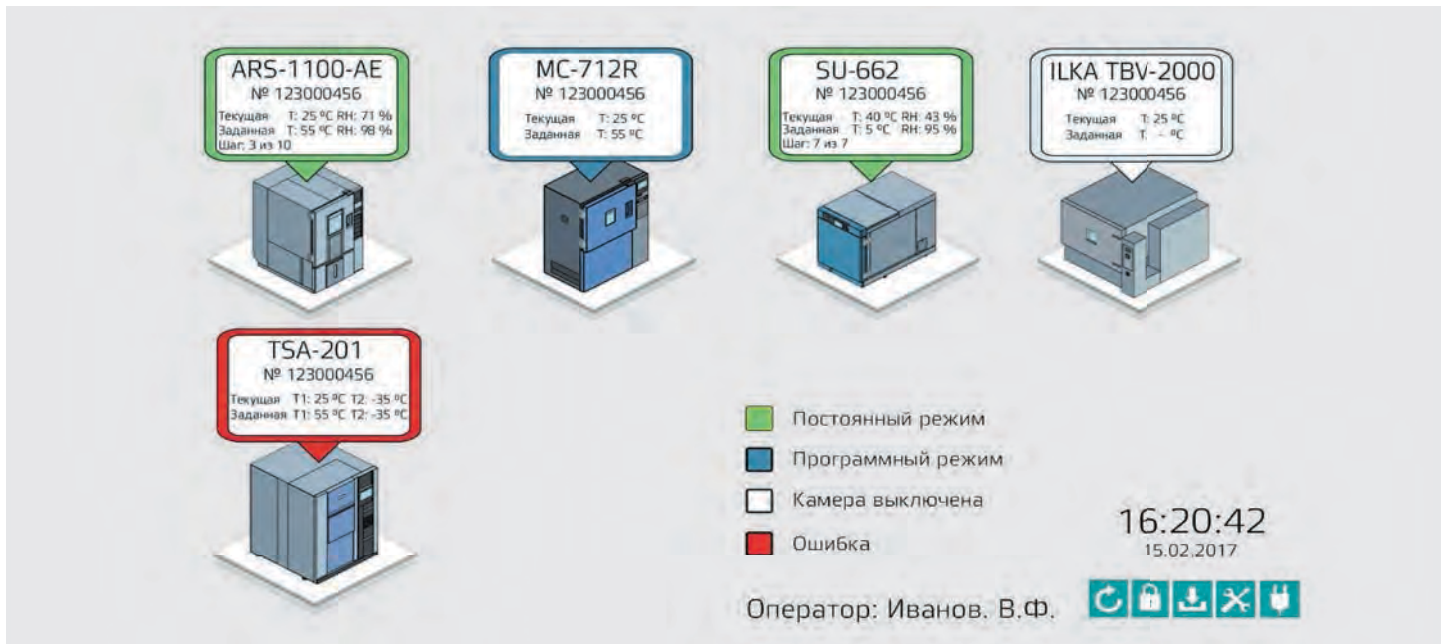 ARS-1100-AE
№ 123000456
Текущая T: 25 ºC RH: 71 %
Заданная T: 55 ºC RH: 98 %
Шаг: 3 из 10
MC-712R
№ 123000456
Текущая T: 25 ºC
Заданная T: 55 ºC
SU-662
№ 123000456
Текущая T: 40 ºC RH: 43 %
Заданная T: 5 ºC RH: 95 %
Шаг: 7 из 7
ILKA TBV-2000
№ 123000456
Текущая T: 25 ºC
Заданная T. - ºC
TSA-201
№ 123000456
Текущая T1: 25 ºC T2: -35 ºC
Заданная T1: 55 ºC T2: -35 ºC
Постоянный режим
Программный режим
Камера выключена
Ошибка
16:20:42
15.02.2017
Оператор: Иванов. В.Ф.